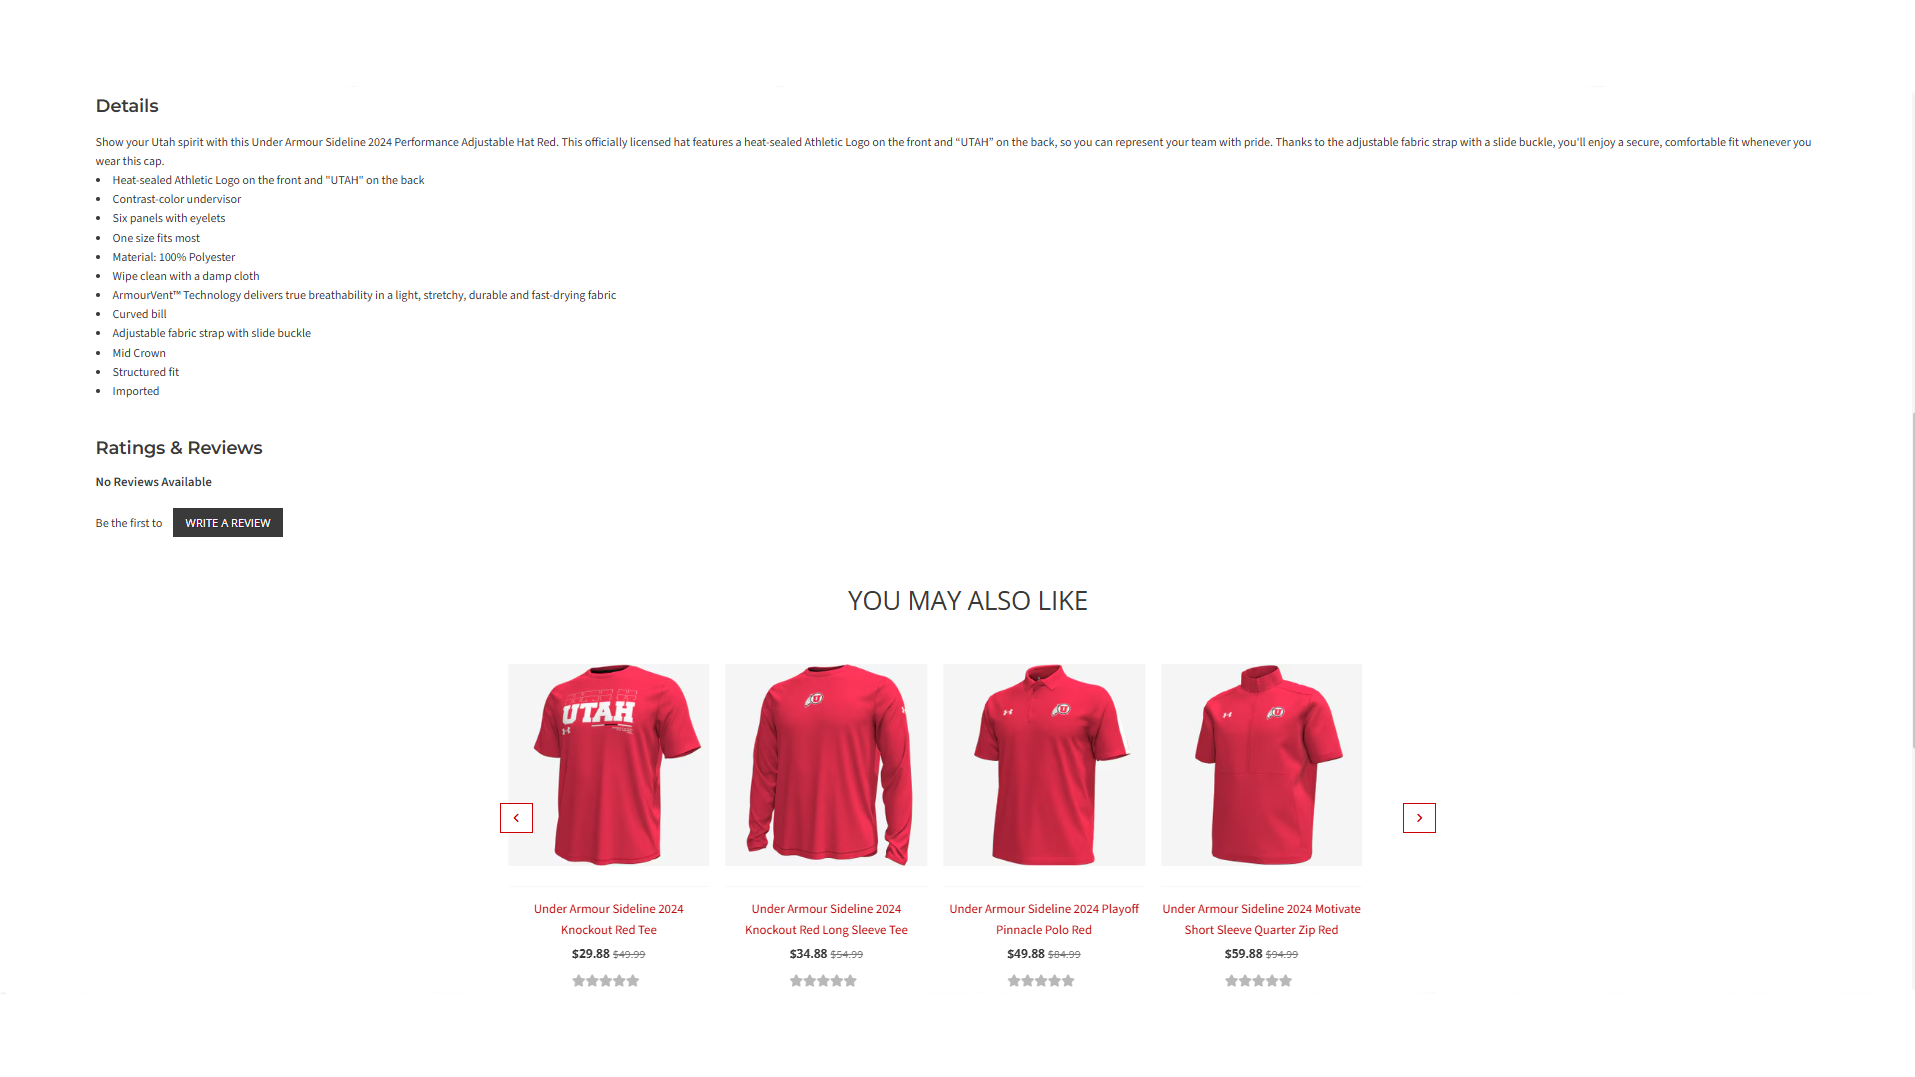 Details
Show your Utah spirit with this Under Armour Sideline 2024 Performance Adjustable Hat Red. This officially licensed hat features a heat-sealed Athletic Logo on the front and “UTAH” on the back, so you can represent your team with pride. Thanks to the adjustable fabric strap with a slide buckle, you'll enjoy a secure, comfortable fit whenever you
wear this cap.
• Heat-sealed Athletic Logo on the front and "UTAH" on the back
• Contrast-color undervisor
• Six panels with eyelets
• One size fits most
• Material: 100% Polyester
• Wipe clean with a damp cloth
• ArmourVent™ Technology delivers true breathability in a light, stretchy, durable and fast-drying fabric
• Curved bill
• Adjustable fabric strap with slide buckle
• Mid Crown
• Structured fit
• Imported
Ratings & Reviews
No Reviews Available
Be the first to WRITE A REVIEW
YOU MAY ALSO LIKE
UTAH
U
U
U
Under Armour Sideline 2024
Knockout Red Tee
$29.88 $49.99
Under Armour Sideline 2024
Knockout Red Long Sleeve Tee
$34.88 $54.99
Under Armour Sideline 2024 Playoff
Pinnacle Polo Red
$49.88 $84.99
Under Armour Sideline 2024 Motivate
Short Sleeve Quarter Zip Red
$59.88 $94.99